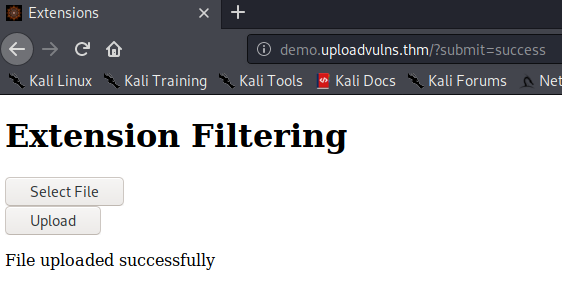 Extensions
demo.uploadvulns.thm/?submit=success
Kali Linux Kali Training Kali Tools Kali Docs Kali Forums Net
Extension Filtering
Select File
Upload
File uploaded successfully